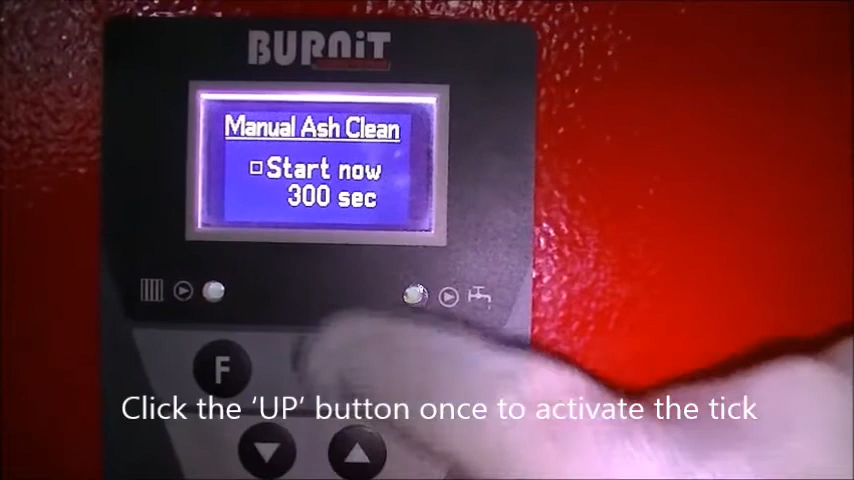 BURNiT
Manual Ash Clean
Start now
300 sec
F
Click the ‘UP’ button once to activate the tick